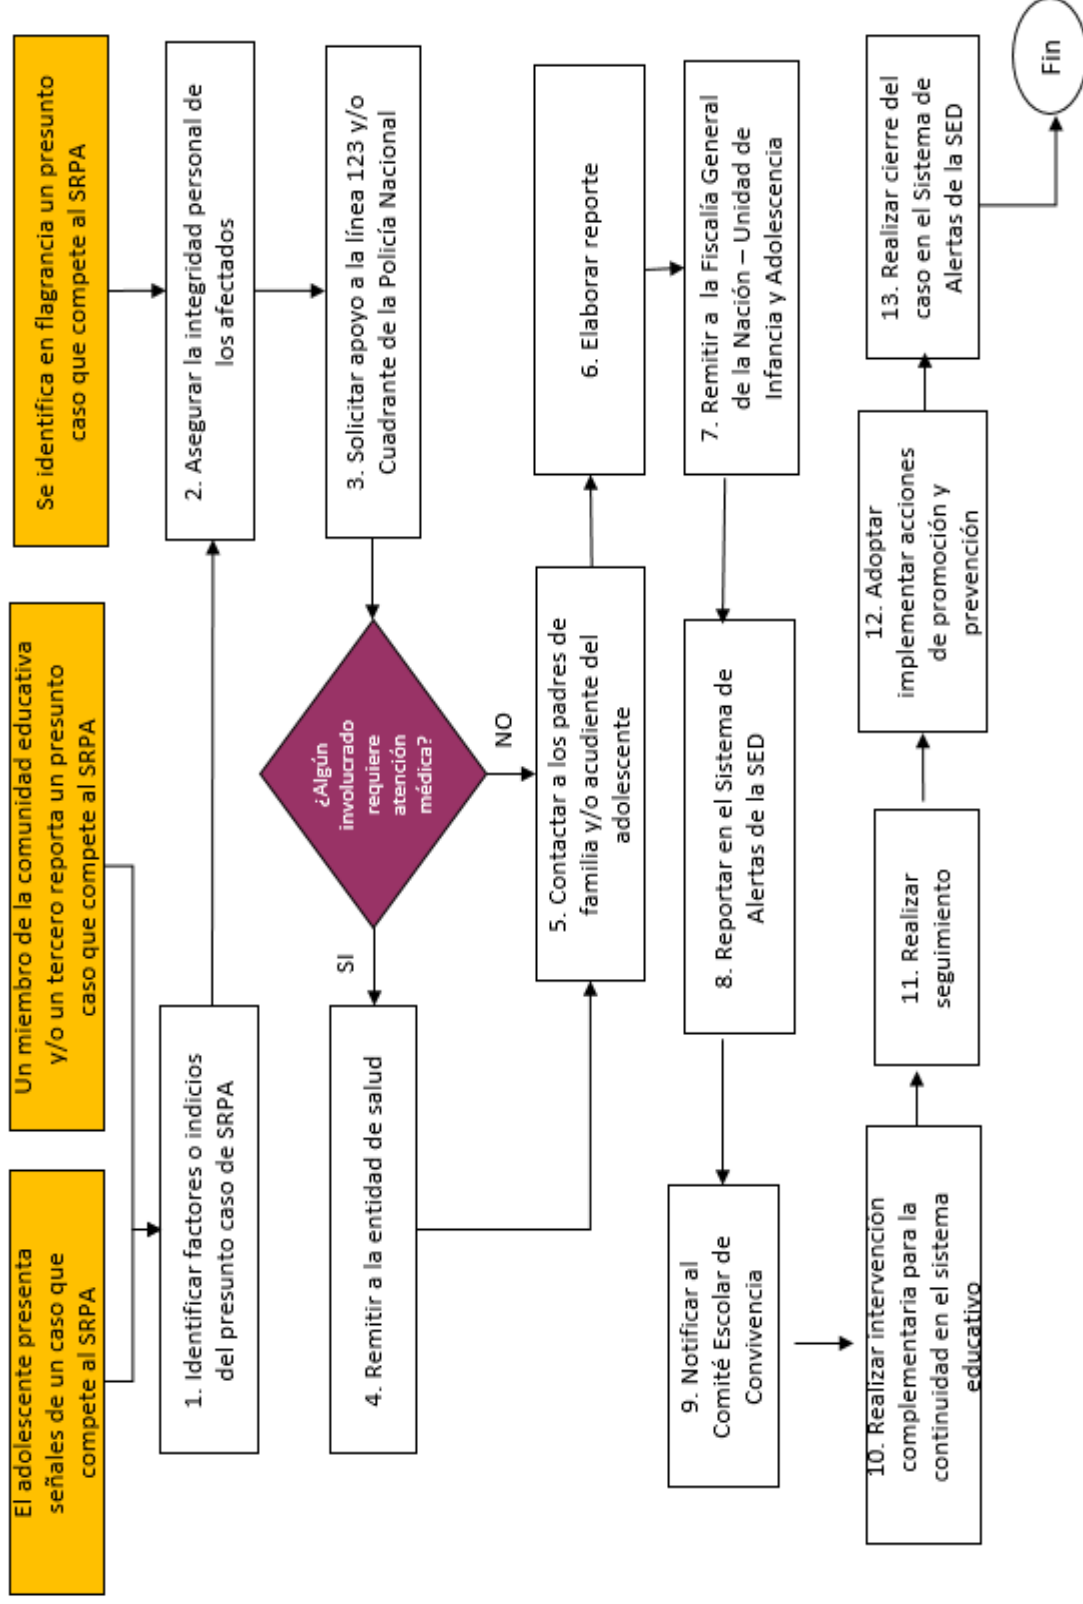 El adolescente presenta
señales de un caso que
compete al SRPA
Un miembro de la comunidad educativa
y/o un tercero reporta un presunto
caso que compete al SRPA
Se identifica en flagrancia un presunto
caso que compete al SRPA
1. Identificar factores o indicios
del presunto caso de SRPA
2. Asegurar la integridad personal de
los afectados
3. Solicitar apoyo a la línea 123 y/o
Cuadrante de la Policía Nacional
¿Algún
involucrado
requiere
atención
médica?
SI
NO
4. Remitir a la entidad de salud
5. Contactar a los padres de
familia y/o acudiente del
adolescente
6. Elaborar reporte
7. Remitir a la Fiscalía General
de la Nación – Unidad de
Infancia y Adolescencia
8. Reportar en el Sistema de
Alertas de la SED
9. Notificar al
Comité Escolar de
Convivencia
10. Realizar intervención
complementaria para la
continuidad en el sistema
educativo
11. Realizar
seguimiento
12. Adoptar
implementar acciones
de promoción y
prevención
13. Realizar cierre del
caso en el Sistema de
Alertas de la SED
Fin